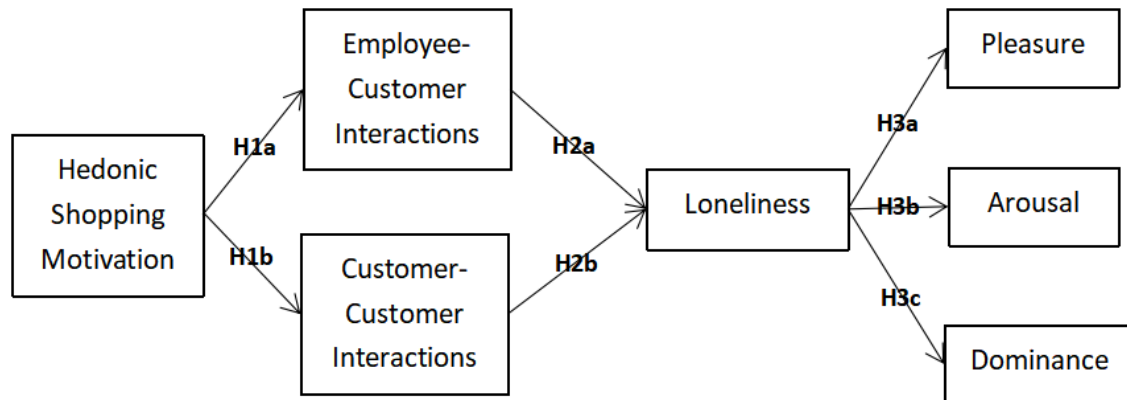 Hedonic
Shopping
Motivation
H1a
H1b
Employee-
Customer
Interactions
Customer-
Customer
Interactions
H2a
H2b
Loneliness
H3a
H3b
H3c
Pleasure
Arousal
Dominance